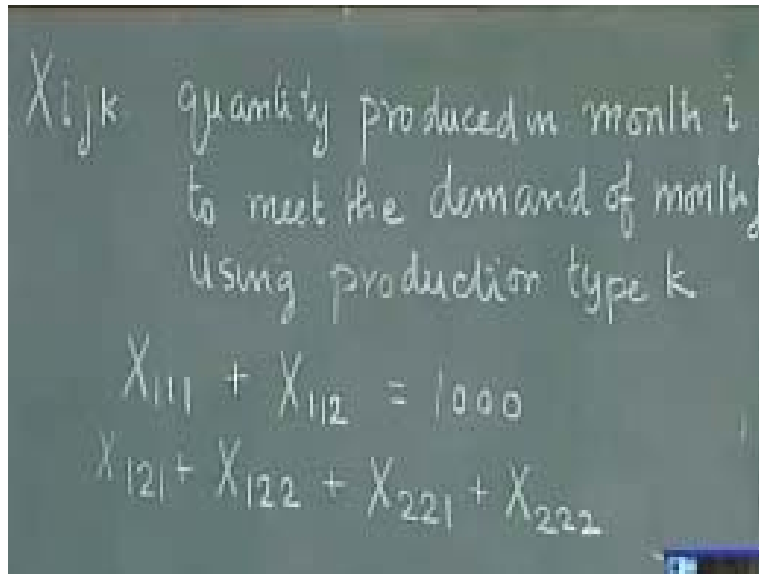 Xijk quantity produced in month i
to meet the demand of month j
using production type k
X111 + X112 = 1000
X121 + X122 + X221 + X222